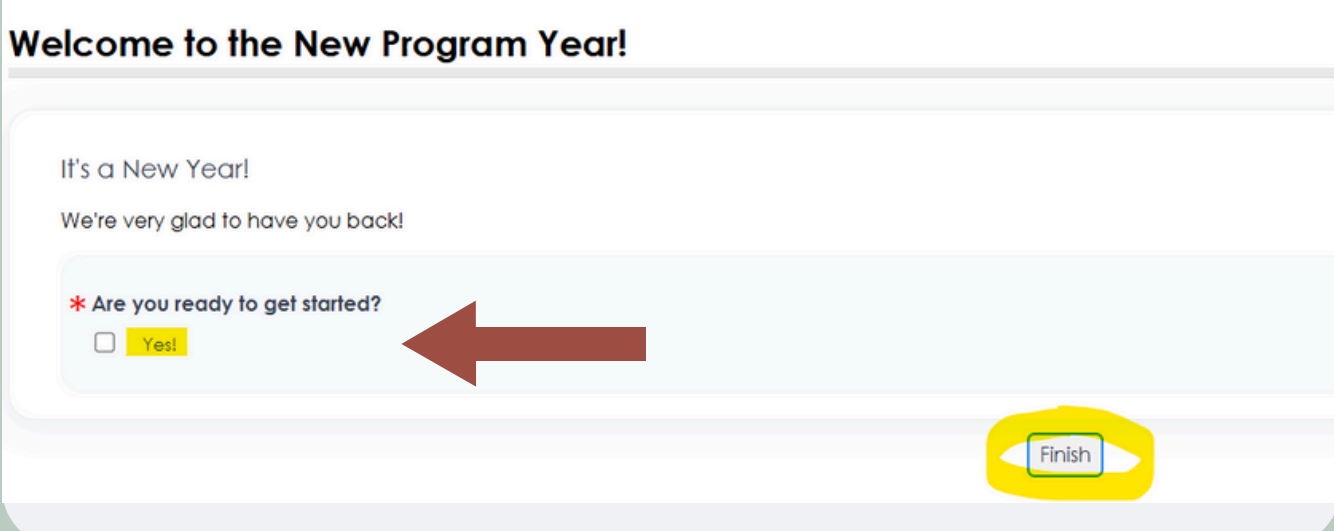 Welcome to the New Program Year!
It's a New Year!
We're very glad to have you back!
* Are you ready to get started?
Yes!
Finish